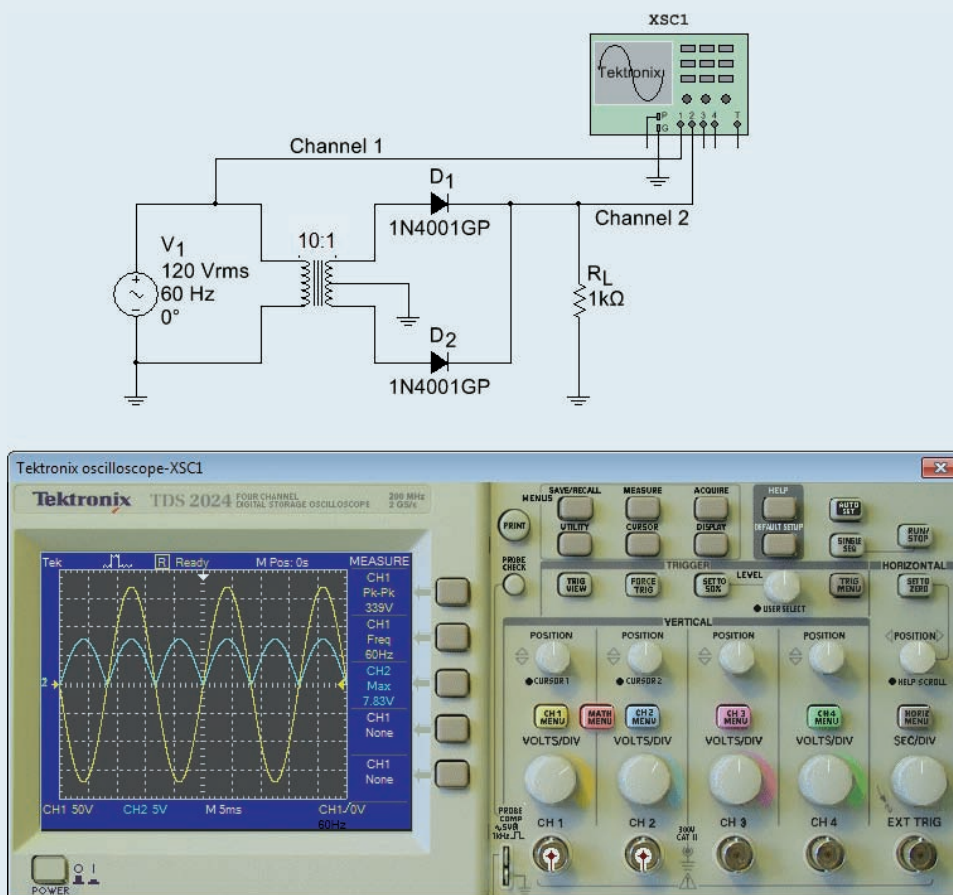 XSC1
Tektronix
P
G
1 2 3 4 T
Channel 1
D1
1N4001GP
Channel 2
V1
120 Vrms
60 Hz
0°
10:1
RL
1kΩ
D2
1N4001GP
Tektronix oscilloscope-XSC1
Tektronix TDS 2024 FOUR CHANNEL DIGITAL STORAGE OSCILLOSCOPE 200 MHz 2 GS/s
Tek R Ready M Pos: 0s MEASURE
CH1
Pk-Pk
339V
CH1
Freq
60Hz
CH2
Max
7.83V
CH1
None
CH1
None
2
CH1 50V CH2 5V M 5ms CH1/0V
60Hz
POWER
MENUS
SAVE/RECALL MEASURE ACQUIRE HELP
AUTO SET
PRINT
UTILITY CURSOR DISPLAY DEFAULT SETUP
SINGLE SEQ
RUN/STOP
PROBE CHECK
TRIGGER
LEVEL
HORIZONTAL
TRIG VIEW
FORCE TRIG
SET TO 50%
USER SELECT
TRIG MENU
SET TO ZERO
VERTICAL
POSITION POSITION POSITION POSITION POSITION
CURSOR 1 CURSOR 2 HELP SCROLL
CH 1 MENU
MATH MENU
CH 2 MENU
CH 3 MENU
CH 4 MENU
HORIZ MENU
VOLTS/DIV VOLTS/DIV VOLTS/DIV VOLTS/DIV SEC/DIV
PROBE COMP
~5V
1kHz
CH 1 CH 2 300V CAT II CH 3 CH 4 EXT TRIG